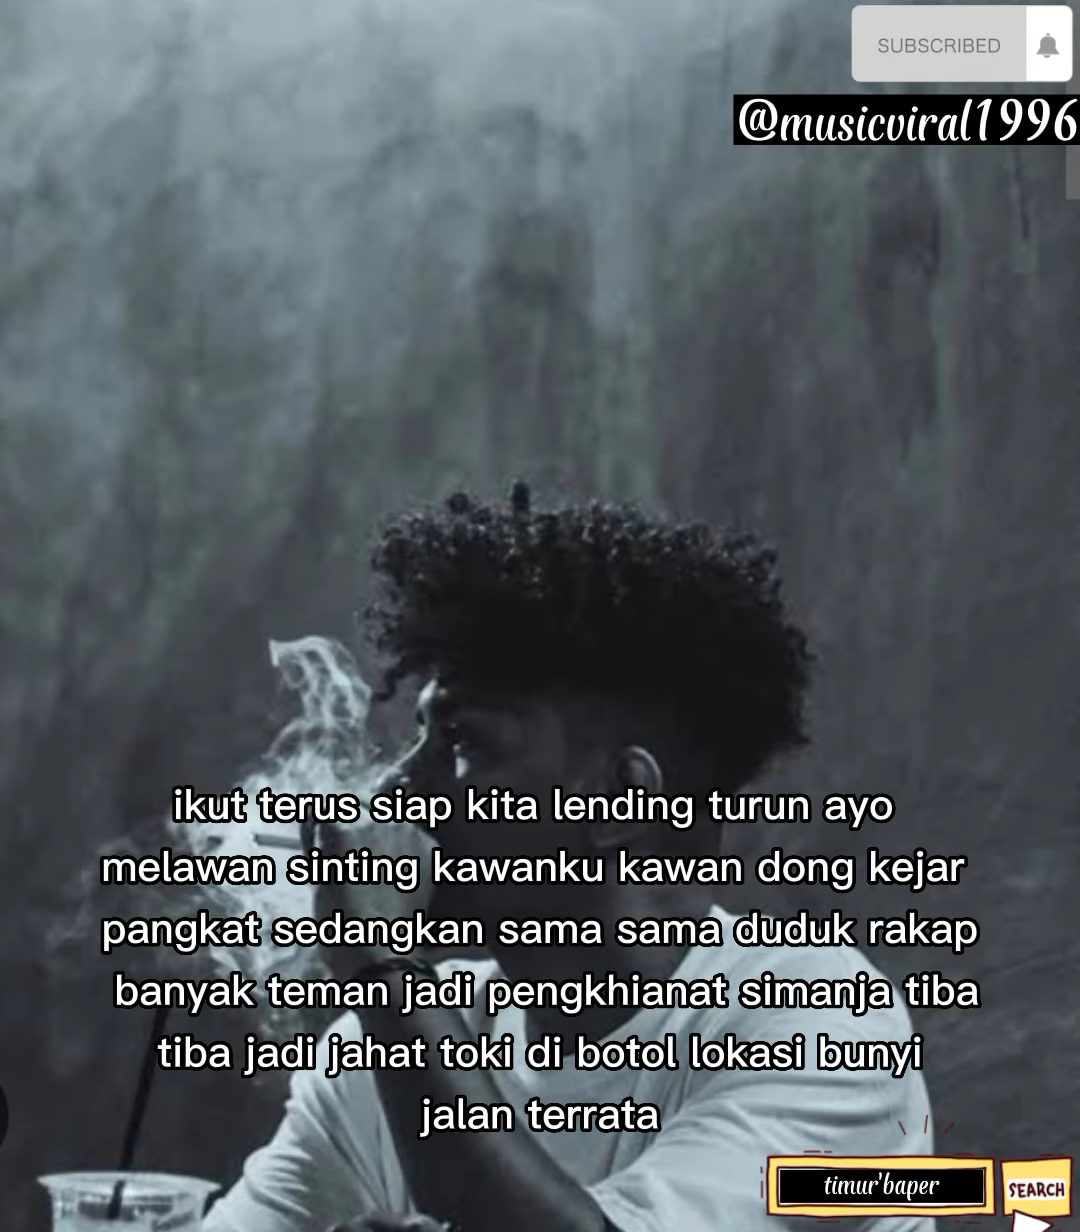 SUBSCRIBED
@musicviral1996
ikut terus siap kita lending turun ayo
melawan sinting kawanku kawan dong kejar
pangkat sedangkan sama sama duduk rakap
banyak teman jadi pengkhianat simanja tiba
tiba jadi jahat toki di botol lokasi bunyi
jalan terrata
timur'baper
SEARCH